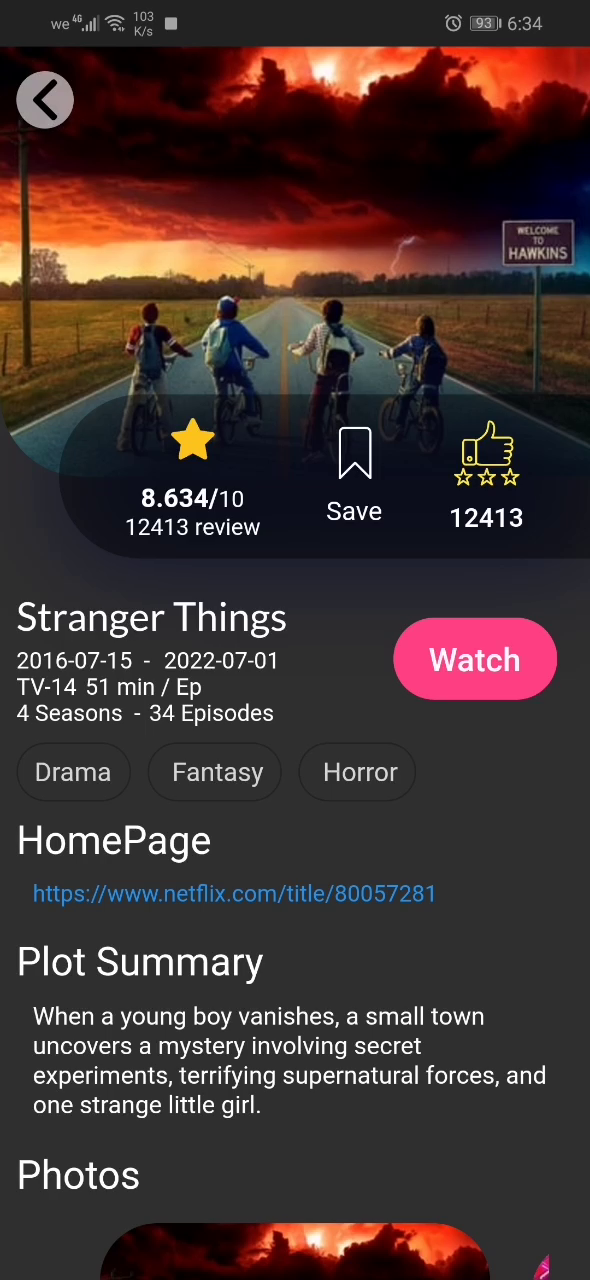 we 4G 103 K/s 93 6:34
WELCOME
TO
HAWKINS
8.634/10
12413 review
Save
12413
Stranger Things
2016-07-15 - 2022-07-01
TV-14 51 min / Ep
4 Seasons - 34 Episodes
Watch
Drama Fantasy Horror
HomePage
https://www.netflix.com/title/80057281
Plot Summary
When a young boy vanishes, a small town
uncovers a mystery involving secret
experiments, terrifying supernatural forces, and
one strange little girl.
Photos